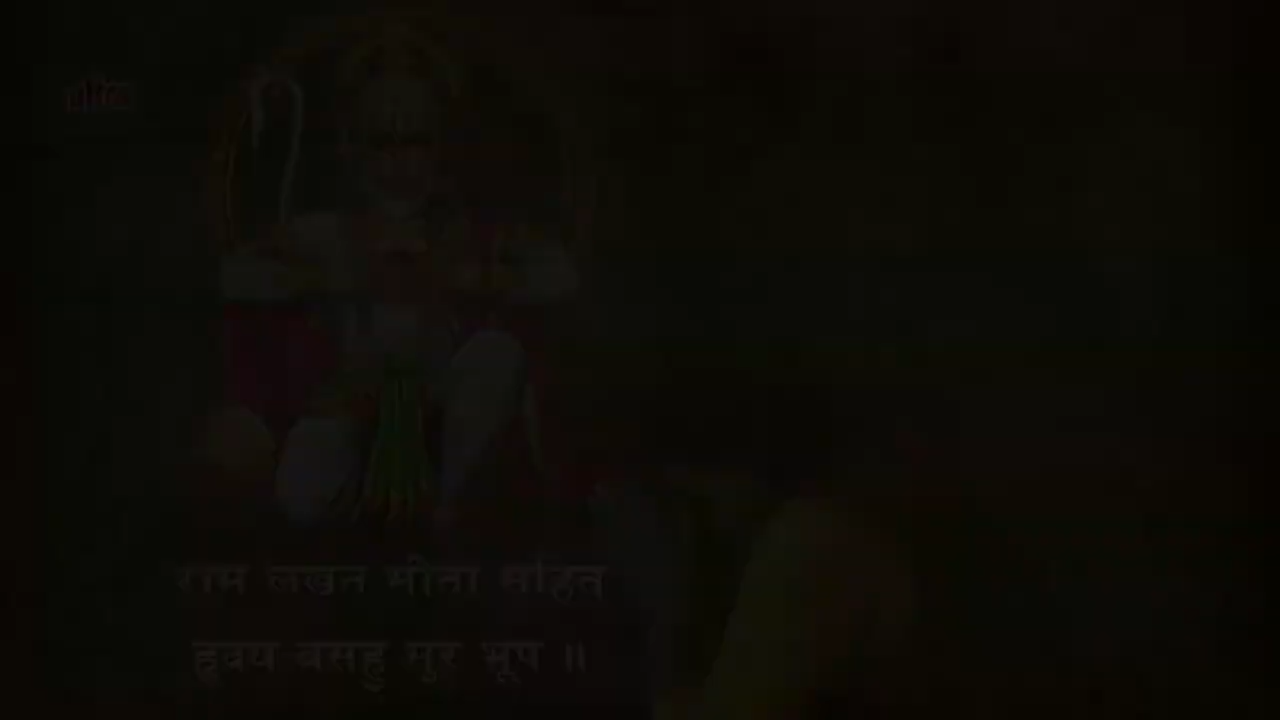 राम लखन सीता सहित
हृदय बसहु सुर भूप ॥